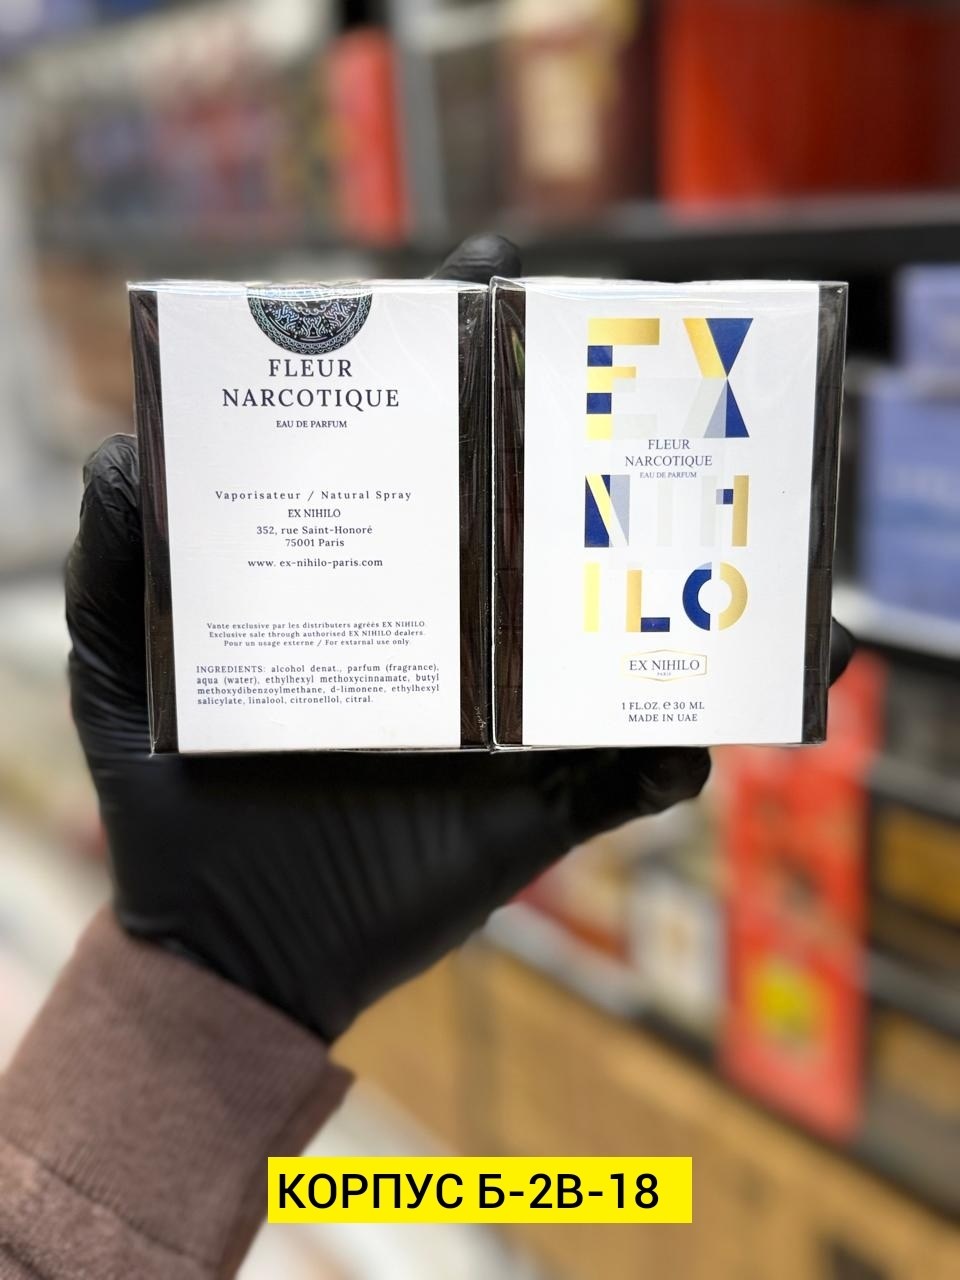 FLEUR
NARCOTIQUE
EAU DE PARFUM
Vaporisateur / Natural Spray
EX NIHILO
352, rue Saint-Honoré
75001 Paris
www. ex-nihilo-paris.com
Vante exclusive par les distributers agréés EX NIHILO.
Exclusive sale through authorised EX NIHILO dealers.
Pour un usage externe / For extarnal use only.
INGREDIENTS: alcohol denat., parfum (fragrance),
aqua (water), ethylhexyl methoxycinnamate, butyl
methoxydibenzoylmethane, d-limonene, ethylhexyl
salicylate, linalool, citronellol, citral.
EX
FLEUR
NARCOTIQUE
EAU DE PARFUM
NIH
ILO
EX NIHILO
PARIS
1 FL.OZ. e 30 ML
MADE IN UAE
КОРПУС Б-2В-18